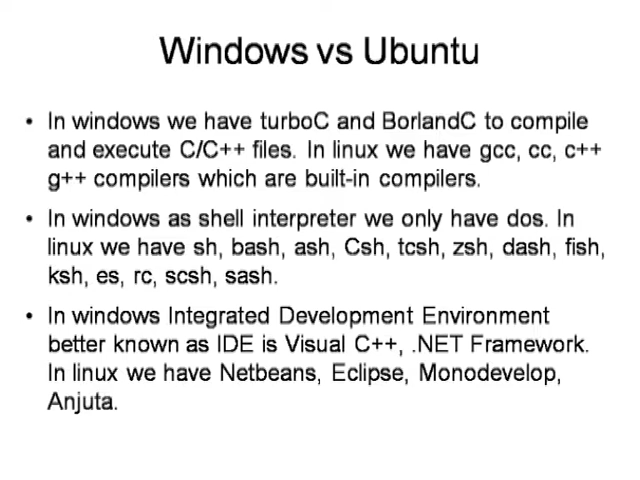 Windows vs Ubuntu
• In windows we have turboC and BorlandC to compile
and execute C/C++ files. In linux we have gcc, cc, c++
g++ compilers which are built-in compilers.
• In windows as shell interpreter we only have dos. In
linux we have sh, bash, ash, Csh, tcsh, zsh, dash, fish,
ksh, es, rc, scsh, sash.
• In windows Integrated Development Environment
better known as IDE is Visual C++, .NET Framework.
In linux we have Netbeans, Eclipse, Monodevelop,
Anjuta.